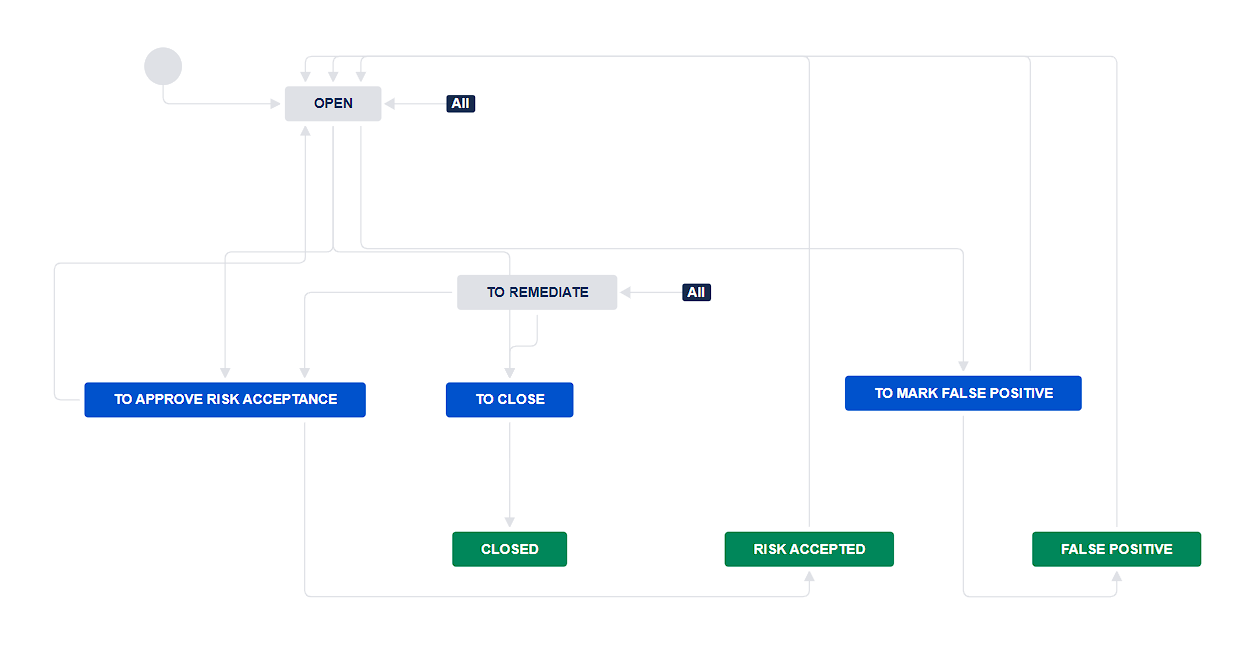 OPEN
All
TO REMEDIATE
All
TO APPROVE RISK ACCEPTANCE
TO CLOSE
TO MARK FALSE POSITIVE
CLOSED
RISK ACCEPTED
FALSE POSITIVE